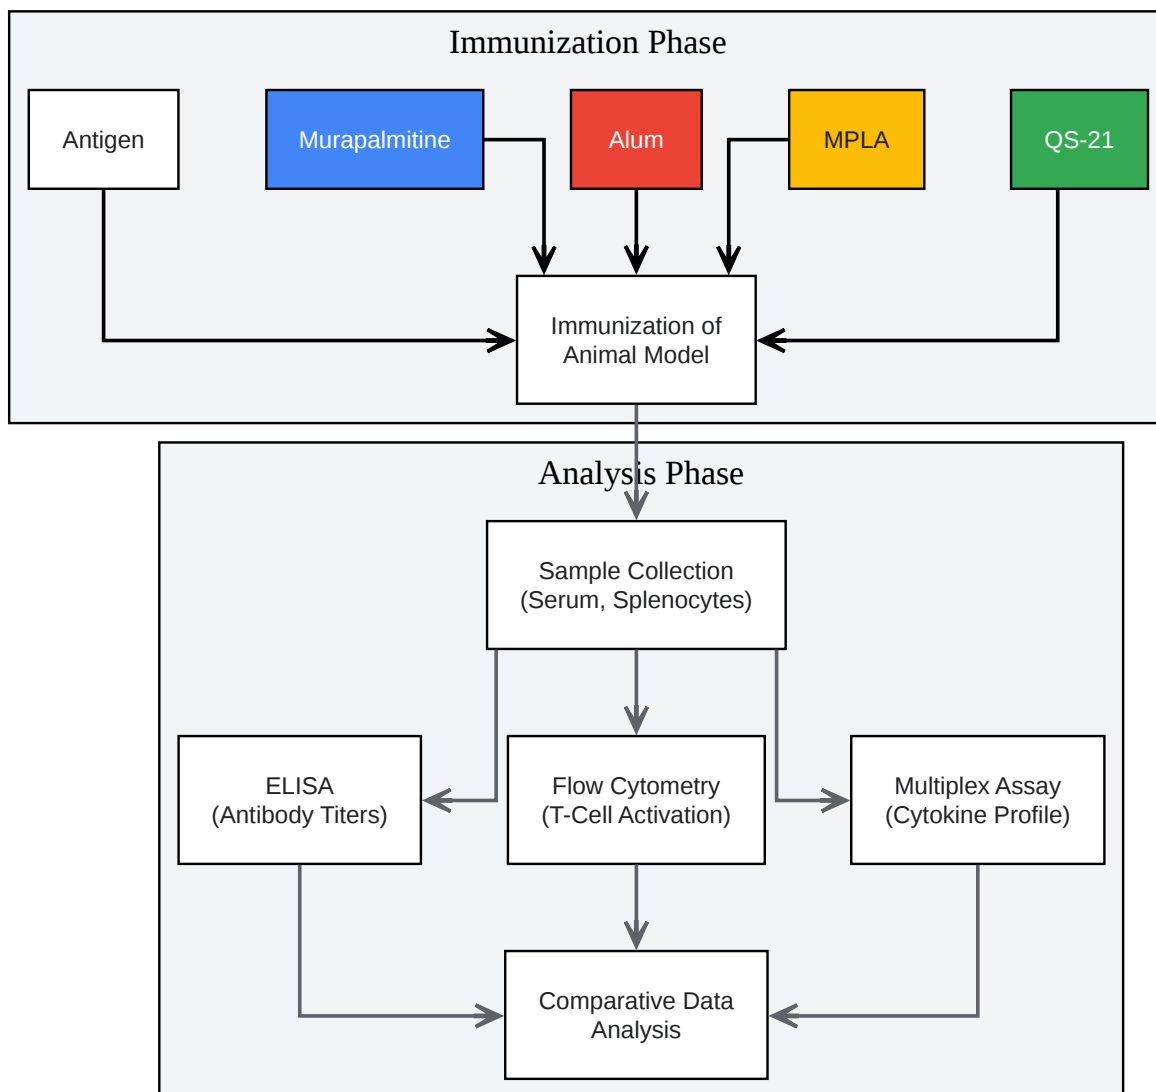 Immunization Phase
Antigen
Murapalmitine
Alum
MPLA
QS-21
Immunization of
Animal Model
Analysis Phase
Sample Collection
(Serum, Splenocytes)
ELISA
(Antibody Titers)
Flow Cytometry
(T-Cell Activation)
Multiplex Assay
(Cytokine Profile)
Comparative Data
Analysis